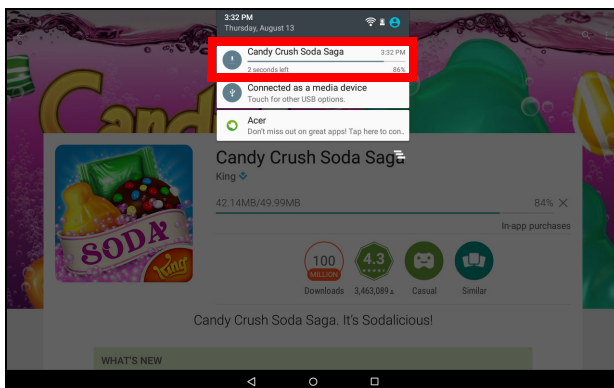 3:32 PM
Thursday, August 13
Candy Crush Soda Saga 3:32 PM
2 seconds left 86%
Connected as a media device
Touch for other USB options.
Acer
Don't miss out on great apps! Tap here to con..
Cand
Candy Crush Soda Saga
King
42.14MB/49.99MB 84%
In-app purchases
SODA
King
100
MILLION
4.3
Downloads 3,463,089 Casual Similar
Candy Crush Soda Saga. It's Sodalicious!
WHAT'S NEW